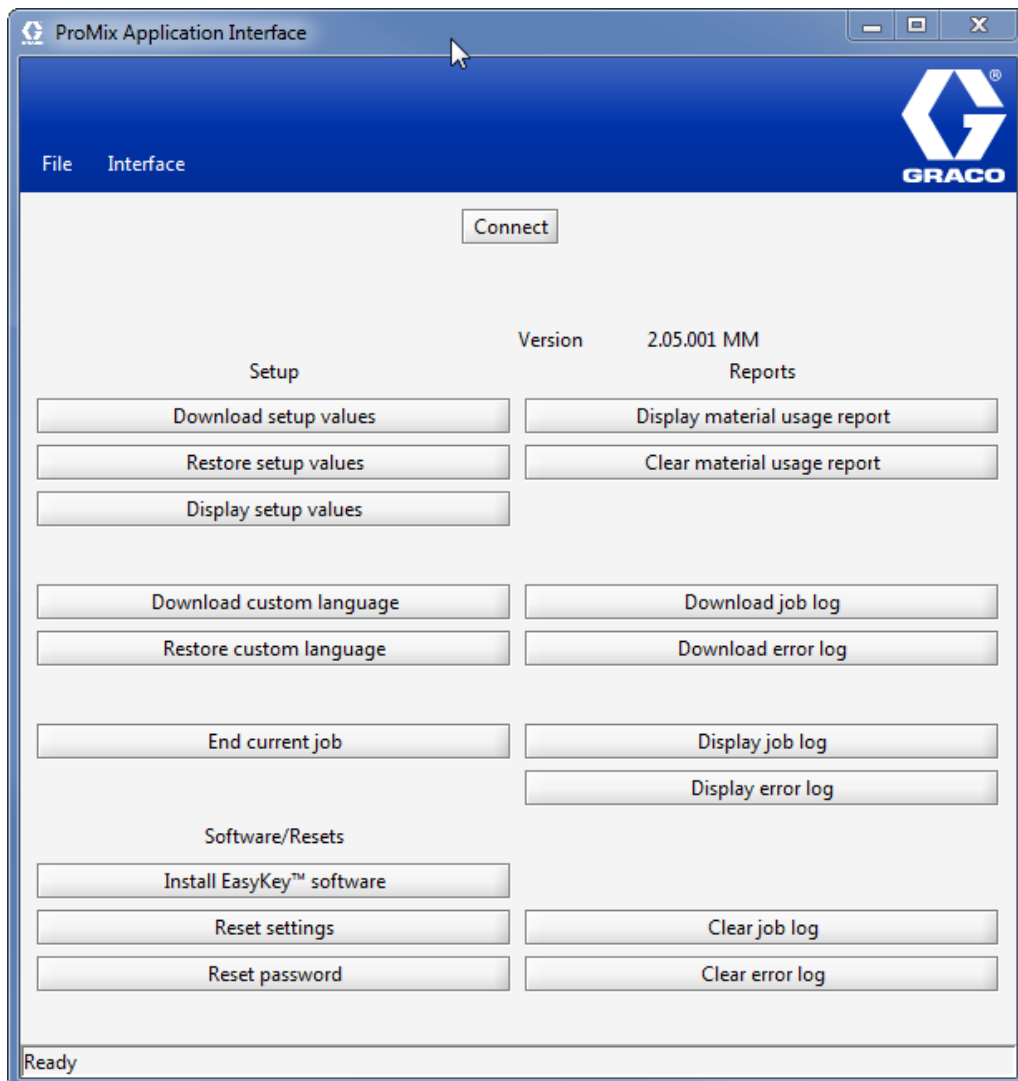 ProMix Application Interface
®
GRACO
File Interface
Connect
Version 2.05.001 MM
Setup Reports
Download setup values Display material usage report
Restore setup values Clear material usage report
Display setup values
Download custom language Download job log
Restore custom language Download error log
End current job Display job log
Display error log
Software/Resets
Install EasyKey™ software
Reset settings Clear job log
Reset password Clear error log
Ready